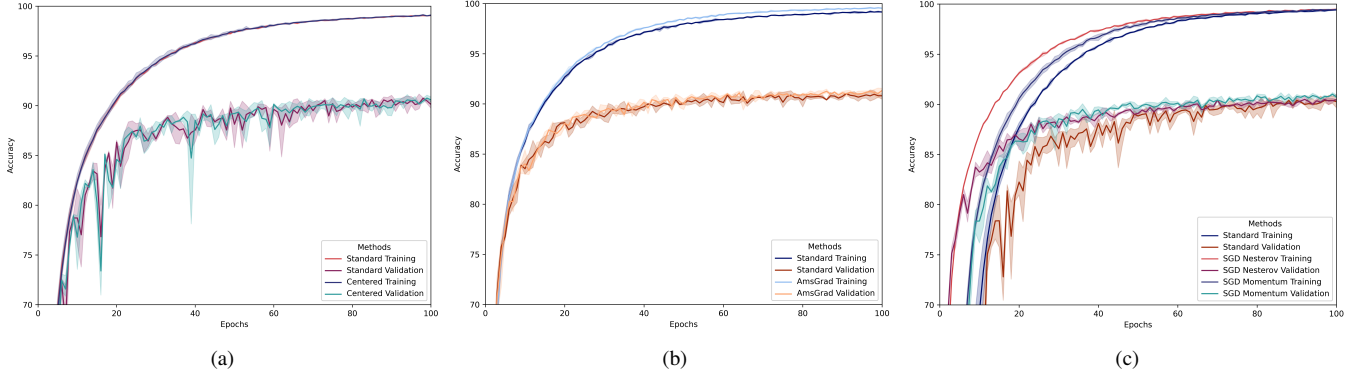 100
95
90
85
80
75
70
Accuracy
0
20
40
60
80
100
Epochs
Methods
Standard Training
Standard Validation
Centered Training
Centered Validation
(a)
100
95
90
85
80
75
70
Accuracy
0
20
40
60
80
100
Epochs
Methods
Standard Training
Standard Validation
AmsGrad Training
AmsGrad Validation
(b)
100
95
90
85
80
75
70
Accuracy
0
20
40
60
80
100
Epochs
Methods
Standard Training
Standard Validation
SGD Nesterov Training
SGD Nesterov Validation
SGD Momentum Training
SGD Momentum Validation
(c)